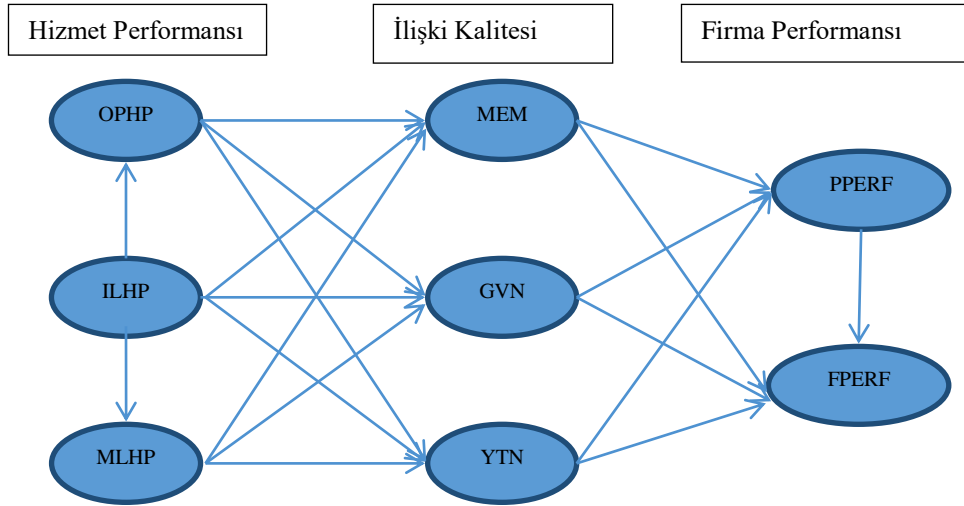 Hizmet Performansı
İlişki Kalitesi
Firma Performansı
OPHP
MEM
PPERF
ILHP
GVN
FPERF
MLHP
YTN